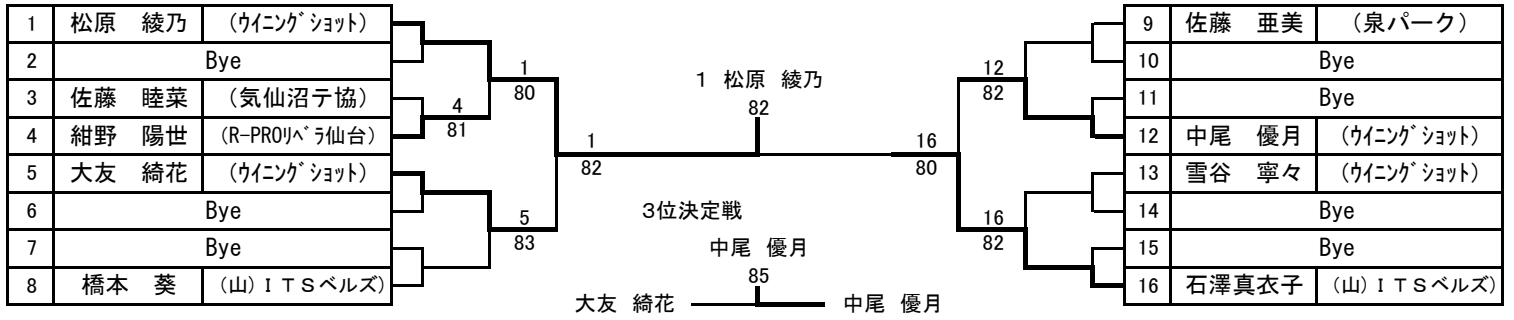 1 松原 綾乃 (ｳｲﾆﾝｸﾞｼｮｯﾄ)
2 Bye
3 佐藤 睦菜 (気仙沼テ協)
4 紺野 陽世 (R-PROﾘﾍﾞﾗ仙台)
5 大友 綺花 (ｳｲﾆﾝｸﾞｼｮｯﾄ)
6 Bye
7 Bye
8 橋本 葵 (山)ＩＴＳベルズ)
4
81
1
80
5
83
1
82
1 松原 綾乃
82
3位決定戦
中尾 優月
85
大友 綺花 中尾 優月
16
80
12
82
16
82
9 佐藤 亜美 (泉パーク)
10 Bye
11 Bye
12 中尾 優月 (ｳｲﾆﾝｸﾞｼｮｯﾄ)
13 雪谷 寧々 (ｳｲﾆﾝｸﾞｼｮｯﾄ)
14 Bye
15 Bye
16 石澤真衣子 (山)ＩＴＳベルズ)